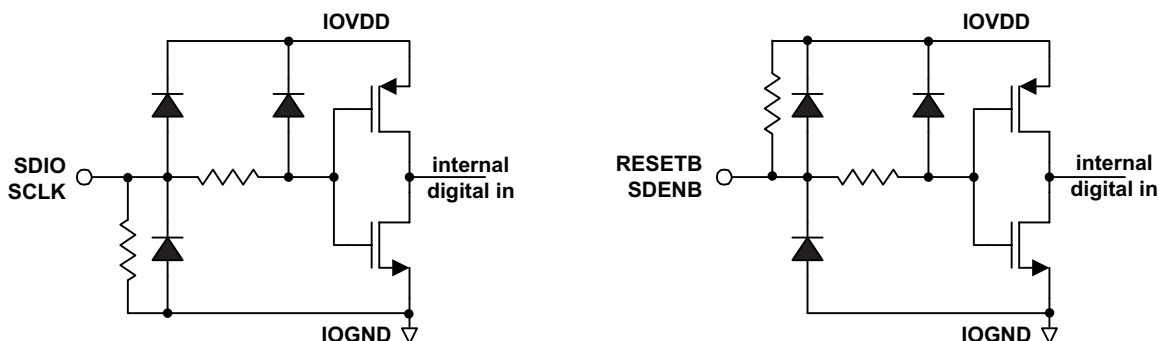 IOVDD
SDIO
SCLK
internal
digital in
IOGND
IOVDD
RESETB
SDENB
internal
digital in
IOGND